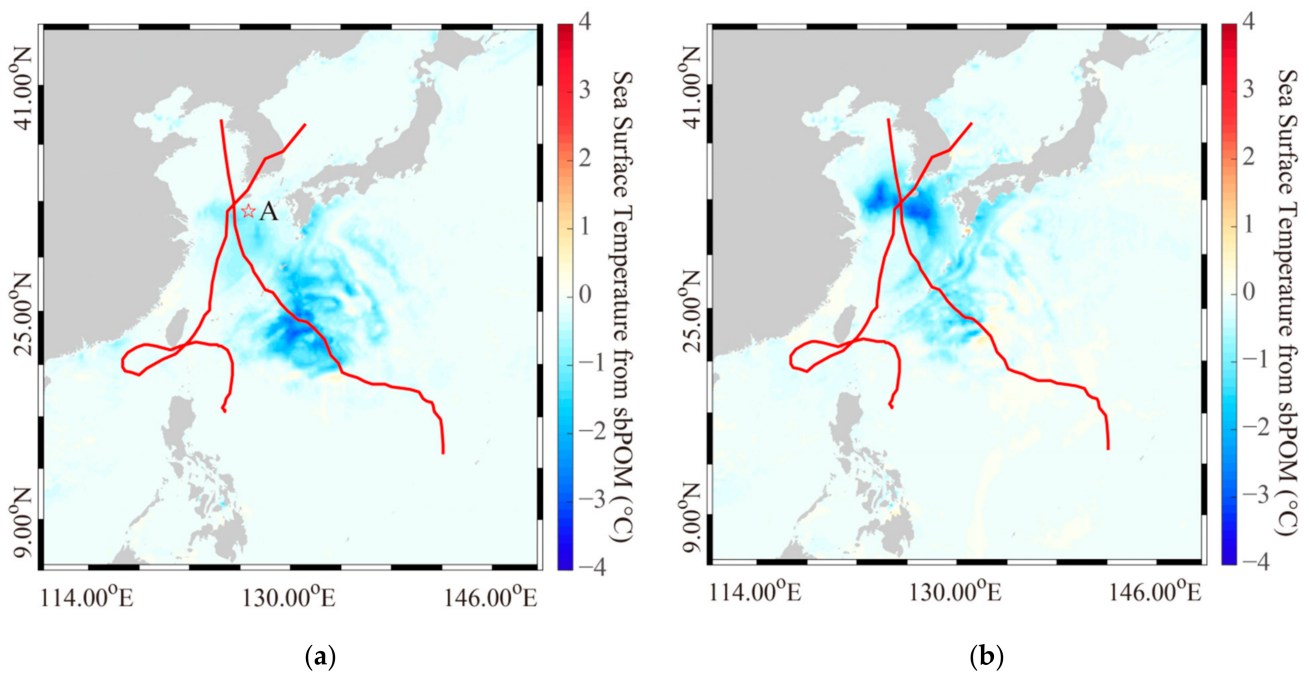 41.00°N
25.00°N
9.00°N
114.00°E
130.00°E
146.00°E
A
4
3
2
1
0
−1
−2
−3
−4
Sea Surface Temperature from sbPOM (°C)
(a)
41.00°N
25.00°N
9.00°N
114.00°E
130.00°E
146.00°E
4
3
2
1
0
−1
−2
−3
−4
Sea Surface Temperature from sbPOM (°C)
(b)